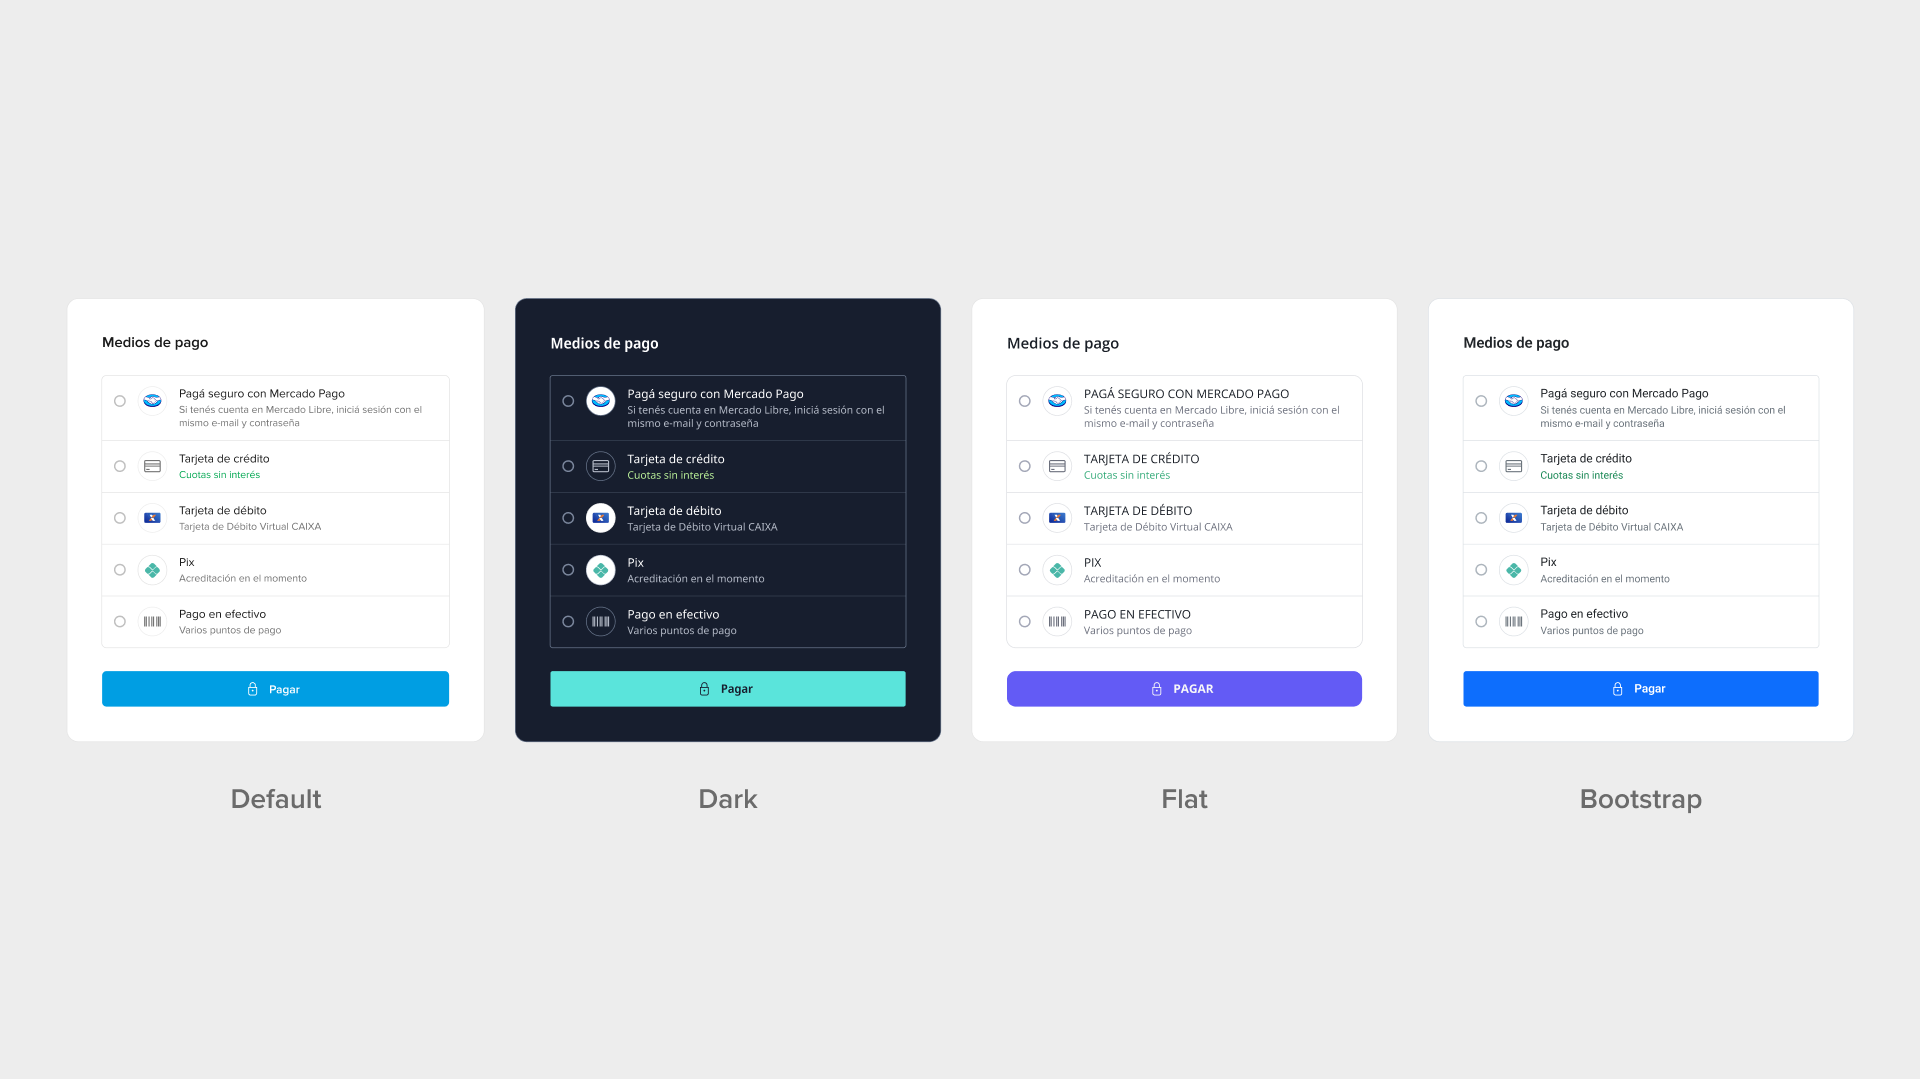 Medios de pago
Pagá seguro con Mercado Pago
Si tenés cuenta en Mercado Libre, iniciá sesión con el
mismo e-mail y contraseña
Tarjeta de crédito
Cuotas sin interés
Tarjeta de débito
Tarjeta de Débito Virtual CAIXA
Pix
Acreditación en el momento
Pago en efectivo
Varios puntos de pago
Pagar
Default
Medios de pago
Pagá seguro con Mercado Pago
Si tenés cuenta en Mercado Libre, iniciá sesión con el
mismo e-mail y contraseña
Tarjeta de crédito
Cuotas sin interés
Tarjeta de débito
Tarjeta de Débito Virtual CAIXA
Pix
Acreditación en el momento
Pago en efectivo
Varios puntos de pago
Pagar
Dark
Medios de pago
PAGÁ SEGURO CON MERCADO PAGO
Si tenés cuenta en Mercado Libre, iniciá sesión con el
mismo e-mail y contraseña
TARJETA DE CRÉDITO
Cuotas sin interés
TARJETA DE DÉBITO
Tarjeta de Débito Virtual CAIXA
PIX
Acreditación en el momento
PAGO EN EFECTIVO
Varios puntos de pago
PAGAR
Flat
Medios de pago
Pagá seguro con Mercado Pago
Si tenés cuenta en Mercado Libre, iniciá sesión con el
mismo e-mail y contraseña
Tarjeta de crédito
Cuotas sin interés
Tarjeta de débito
Tarjeta de Débito Virtual CAIXA
Pix
Acreditación en el momento
Pago en efectivo
Varios puntos de pago
Pagar
Bootstrap